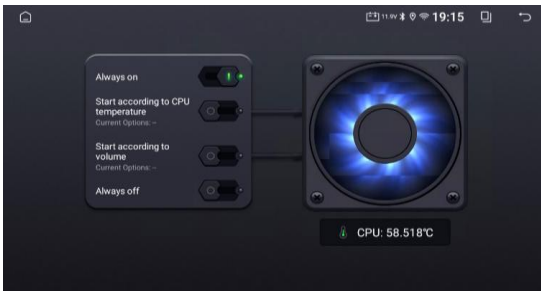 11.9V 19:15
Always on
Start according to CPU
temperature
Current Options: --
Start according to
volume
Current Options: --
Always off
CPU: 58.518°C